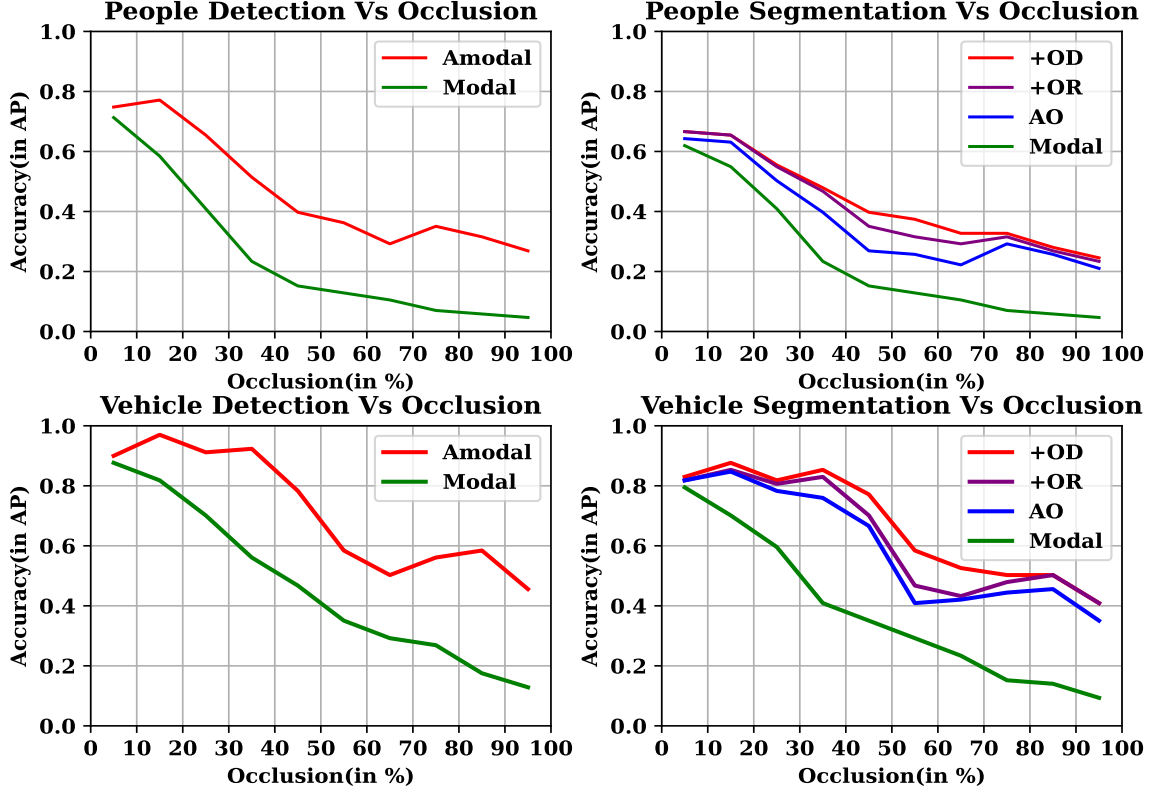 People Detection Vs Occlusion
Accuracy(in AP)
1.0
0.8
0.6
0.4
0.2
0.0
Amodal
Modal
0 10 20 30 40 50 60 70 80 90 100
Occlusion(in %)
People Segmentation Vs Occlusion
Accuracy(in AP)
1.0
0.8
0.6
0.4
0.2
0.0
+OD
+OR
AO
Modal
0 10 20 30 40 50 60 70 80 90 100
Occlusion(in %)
Vehicle Detection Vs Occlusion
Accuracy(in AP)
1.0
0.8
0.6
0.4
0.2
0.0
Amodal
Modal
0 10 20 30 40 50 60 70 80 90 100
Occlusion(in %)
Vehicle Segmentation Vs Occlusion
Accuracy(in AP)
1.0
0.8
0.6
0.4
0.2
0.0
+OD
+OR
AO
Modal
0 10 20 30 40 50 60 70 80 90 100
Occlusion(in %)